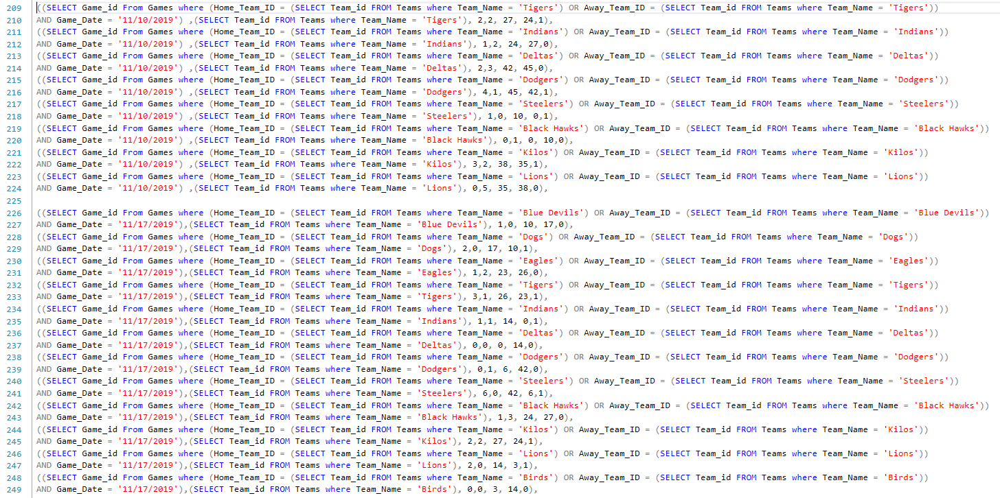 209 ((SELECT Game_id From Games where (Home_Team_ID = (SELECT Team_id FROM Teams where Team_Name = 'Tigers') OR Away_Team_ID = (SELECT Team_id FROM Teams where Team_Name = 'Tigers'))
210 AND Game_Date = '11/10/2019') ,(SELECT Team_id FROM Teams where Team_Name = 'Tigers'), 2,2, 27, 24,1),
211 ((SELECT Game_id From Games where (Home_Team_ID = (SELECT Team_id FROM Teams where Team_Name = 'Indians') OR Away_Team_ID = (SELECT Team_id FROM Teams where Team_Name = 'Indians'))
212 AND Game_Date = '11/10/2019') ,(SELECT Team_id FROM Teams where Team_Name = 'Indians'), 1,2, 24, 27,0),
213 ((SELECT Game_id From Games where (Home_Team_ID = (SELECT Team_id FROM Teams where Team_Name = 'Deltas') OR Away_Team_ID = (SELECT Team_id FROM Teams where Team_Name = 'Deltas'))
214 AND Game_Date = '11/10/2019') ,(SELECT Team_id FROM Teams where Team_Name = 'Deltas'), 2,3, 42, 45,0),
215 ((SELECT Game_id From Games where (Home_Team_ID = (SELECT Team_id FROM Teams where Team_Name = 'Dodgers') OR Away_Team_ID = (SELECT Team_id FROM Teams where Team_Name = 'Dodgers'))
216 AND Game_Date = '11/10/2019') ,(SELECT Team_id FROM Teams where Team_Name = 'Dodgers'), 4,1, 45, 42,1),
217 ((SELECT Game_id From Games where (Home_Team_ID = (SELECT Team_id FROM Teams where Team_Name = 'Steelers') OR Away_Team_ID = (SELECT Team_id FROM Teams where Team_Name = 'Steelers'))
218 AND Game_Date = '11/10/2019') ,(SELECT Team_id FROM Teams where Team_Name = 'Steelers'), 1,0, 10, 0,1),
219 ((SELECT Game_id From Games where (Home_Team_ID = (SELECT Team_id FROM Teams where Team_Name = 'Black Hawks') OR Away_Team_ID = (SELECT Team_id FROM Teams where Team_Name = 'Black Hawks'))
220 AND Game_Date = '11/10/2019') ,(SELECT Team_id FROM Teams where Team_Name = 'Black Hawks'), 0,1, 0, 10,0),
221 ((SELECT Game_id From Games where (Home_Team_ID = (SELECT Team_id FROM Teams where Team_Name = 'Kilos') OR Away_Team_ID = (SELECT Team_id FROM Teams where Team_Name = 'Kilos'))
222 AND Game_Date = '11/10/2019') ,(SELECT Team_id FROM Teams where Team_Name = 'Kilos'), 3,2, 38, 35,1),
223 ((SELECT Game_id From Games where (Home_Team_ID = (SELECT Team_id FROM Teams where Team_Name = 'Lions') OR Away_Team_ID = (SELECT Team_id FROM Teams where Team_Name = 'Lions'))
224 AND Game_Date = '11/10/2019') ,(SELECT Team_id FROM Teams where Team_Name = 'Lions'), 0,5, 35, 38,0),
225
226 ((SELECT Game_id From Games where (Home_Team_ID = (SELECT Team_id FROM Teams where Team_Name = 'Blue Devils') OR Away_Team_ID = (SELECT Team_id FROM Teams where Team_Name = 'Blue Devils'))
227 AND Game_Date = '11/17/2019'),(SELECT Team_id FROM Teams where Team_Name = 'Blue Devils'), 1,0, 10, 17,0),
228 ((SELECT Game_id From Games where (Home_Team_ID = (SELECT Team_id FROM Teams where Team_Name = 'Dogs') OR Away_Team_ID = (SELECT Team_id FROM Teams where Team_Name = 'Dogs'))
229 AND Game_Date = '11/17/2019'),(SELECT Team_id FROM Teams where Team_Name = 'Dogs'), 2,0, 17, 10,1),
230 ((SELECT Game_id From Games where (Home_Team_ID = (SELECT Team_id FROM Teams where Team_Name = 'Eagles') OR Away_Team_ID = (SELECT Team_id FROM Teams where Team_Name = 'Eagles'))
231 AND Game_Date = '11/17/2019'),(SELECT Team_id FROM Teams where Team_Name = 'Eagles'), 1,2, 23, 26,0),
232 ((SELECT Game_id From Games where (Home_Team_ID = (SELECT Team_id FROM Teams where Team_Name = 'Tigers') OR Away_Team_ID = (SELECT Team_id FROM Teams where Team_Name = 'Tigers'))
233 AND Game_Date = '11/17/2019'),(SELECT Team_id FROM Teams where Team_Name = 'Tigers'), 3,1, 26, 23,1),
234 ((SELECT Game_id From Games where (Home_Team_ID = (SELECT Team_id FROM Teams where Team_Name = 'Indians') OR Away_Team_ID = (SELECT Team_id FROM Teams where Team_Name = 'Indians'))
235 AND Game_Date = '11/17/2019'),(SELECT Team_id FROM Teams where Team_Name = 'Indians'), 1,1, 14, 0,1),
236 ((SELECT Game_id From Games where (Home_Team_ID = (SELECT Team_id FROM Teams where Team_Name = 'Deltas') OR Away_Team_ID = (SELECT Team_id FROM Teams where Team_Name = 'Deltas'))
237 AND Game_Date = '11/17/2019'),(SELECT Team_id FROM Teams where Team_Name = 'Deltas'), 0,0, 0, 14,0),
238 ((SELECT Game_id From Games where (Home_Team_ID = (SELECT Team_id FROM Teams where Team_Name = 'Dodgers') OR Away_Team_ID = (SELECT Team_id FROM Teams where Team_Name = 'Dodgers'))
239 AND Game_Date = '11/17/2019'),(SELECT Team_id FROM Teams where Team_Name = 'Dodgers'), 0,1, 6, 42,0),
240 ((SELECT Game_id From Games where (Home_Team_ID = (SELECT Team_id FROM Teams where Team_Name = 'Steelers') OR Away_Team_ID = (SELECT Team_id FROM Teams where Team_Name = 'Steelers'))
241 AND Game_Date = '11/17/2019'),(SELECT Team_id FROM Teams where Team_Name = 'Steelers'), 6,0, 42, 6,1),
242 ((SELECT Game_id From Games where (Home_Team_ID = (SELECT Team_id FROM Teams where Team_Name = 'Black Hawks') OR Away_Team_ID = (SELECT Team_id FROM Teams where Team_Name = 'Black Hawks'))
243 AND Game_Date = '11/17/2019'),(SELECT Team_id FROM Teams where Team_Name = 'Black Hawks'), 1,3, 24, 27,0),
244 ((SELECT Game_id From Games where (Home_Team_ID = (SELECT Team_id FROM Teams where Team_Name = 'Kilos') OR Away_Team_ID = (SELECT Team_id FROM Teams where Team_Name = 'Kilos'))
245 AND Game_Date = '11/17/2019'),(SELECT Team_id FROM Teams where Team_Name = 'Kilos'), 2,2, 27, 24,1),
246 ((SELECT Game_id From Games where (Home_Team_ID = (SELECT Team_id FROM Teams where Team_Name = 'Lions') OR Away_Team_ID = (SELECT Team_id FROM Teams where Team_Name = 'Lions'))
247 AND Game_Date = '11/17/2019'),(SELECT Team_id FROM Teams where Team_Name = 'Lions'), 2,0, 14, 3,1),
248 ((SELECT Game_id From Games where (Home_Team_ID = (SELECT Team_id FROM Teams where Team_Name = 'Birds') OR Away_Team_ID = (SELECT Team_id FROM Teams where Team_Name = 'Birds'))
249 AND Game_Date = '11/17/2019'),(SELECT Team_id FROM Teams where Team_Name = 'Birds'), 0,0, 3, 14,0),